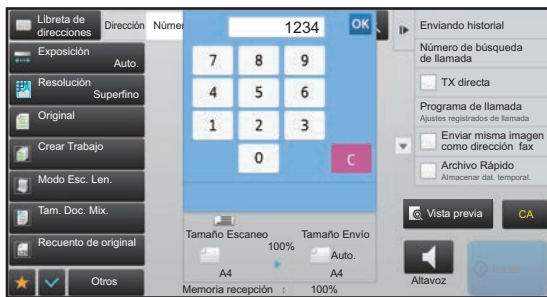 Libreta de
direcciones
Dirección
Númer
1234
OK
Enviando historial
Exposición
Auto.
Número de búsqueda
de llamada
7 8 9
Resolución
Superfino
TX directa
4 5 6
Original
Programa de llamada
Ajustes registrados de llamada
1 2 3
Crear Trabajo
Enviar misma imagen
como dirección fax
0
C
Modo Esc. Len.
Archivo Rápido
Almacenar dat. temporal.
Tam. Doc. Mix.
Vista previa
CA
Tamaño Escaneo
Tamaño Envío
Recuento de original
100%
Auto.
A4
A4
Otros
Altavoz
Memoria recepción : 100%